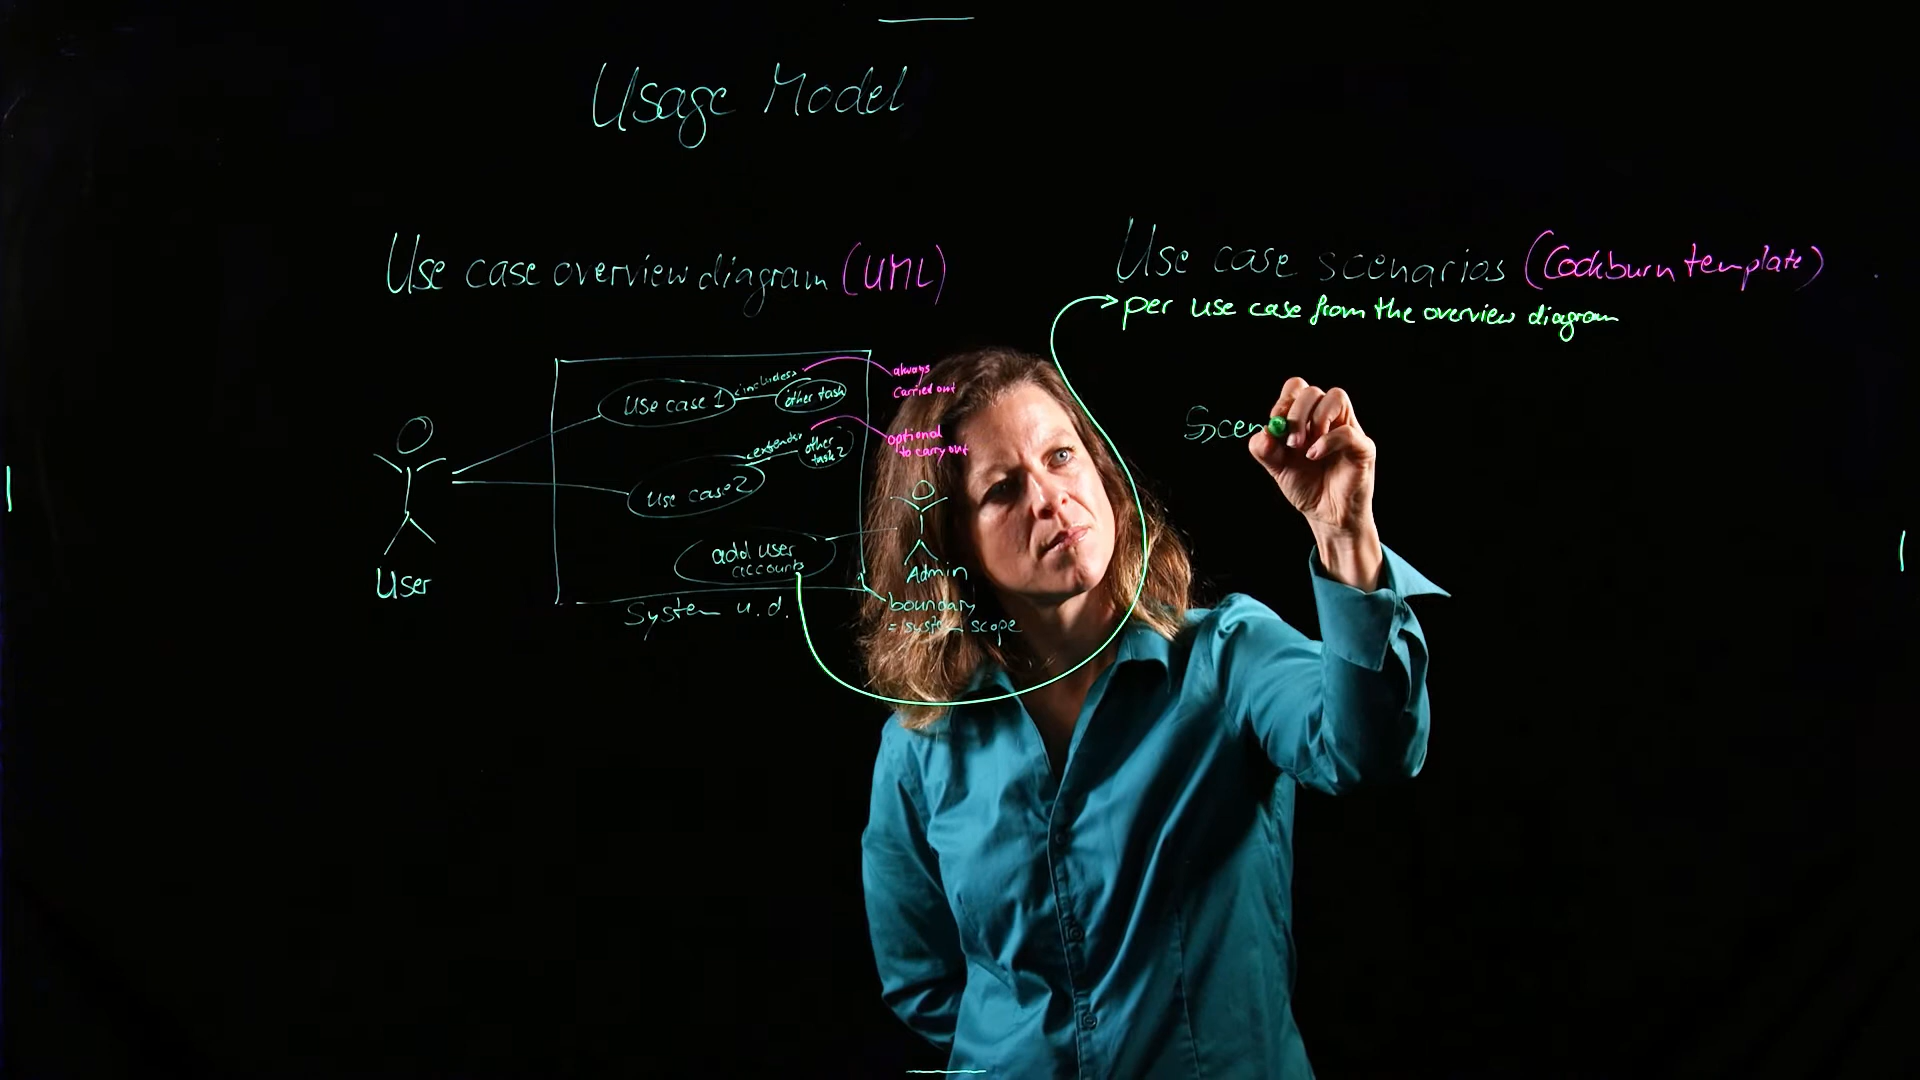 Usage Model
Use case overview diagram (UML)
Use case 1
<includes>
other task
always
carried out
Use case 2
<extends>
other
task 2
optional
to carry out
add user
accounts
User
Admin
System u.d.
boundary
= system scope
Use case scenarios (Cockburn template)
per use case from the overview diagram
Scen